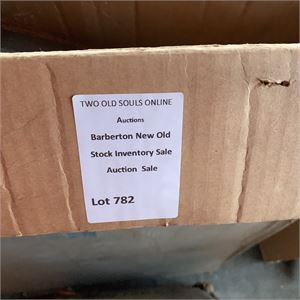 TWO OLD SOULS ONLINE
Auctions
Barberton New Old
Stock Inventory Sale
Auction Sale
Lot 782